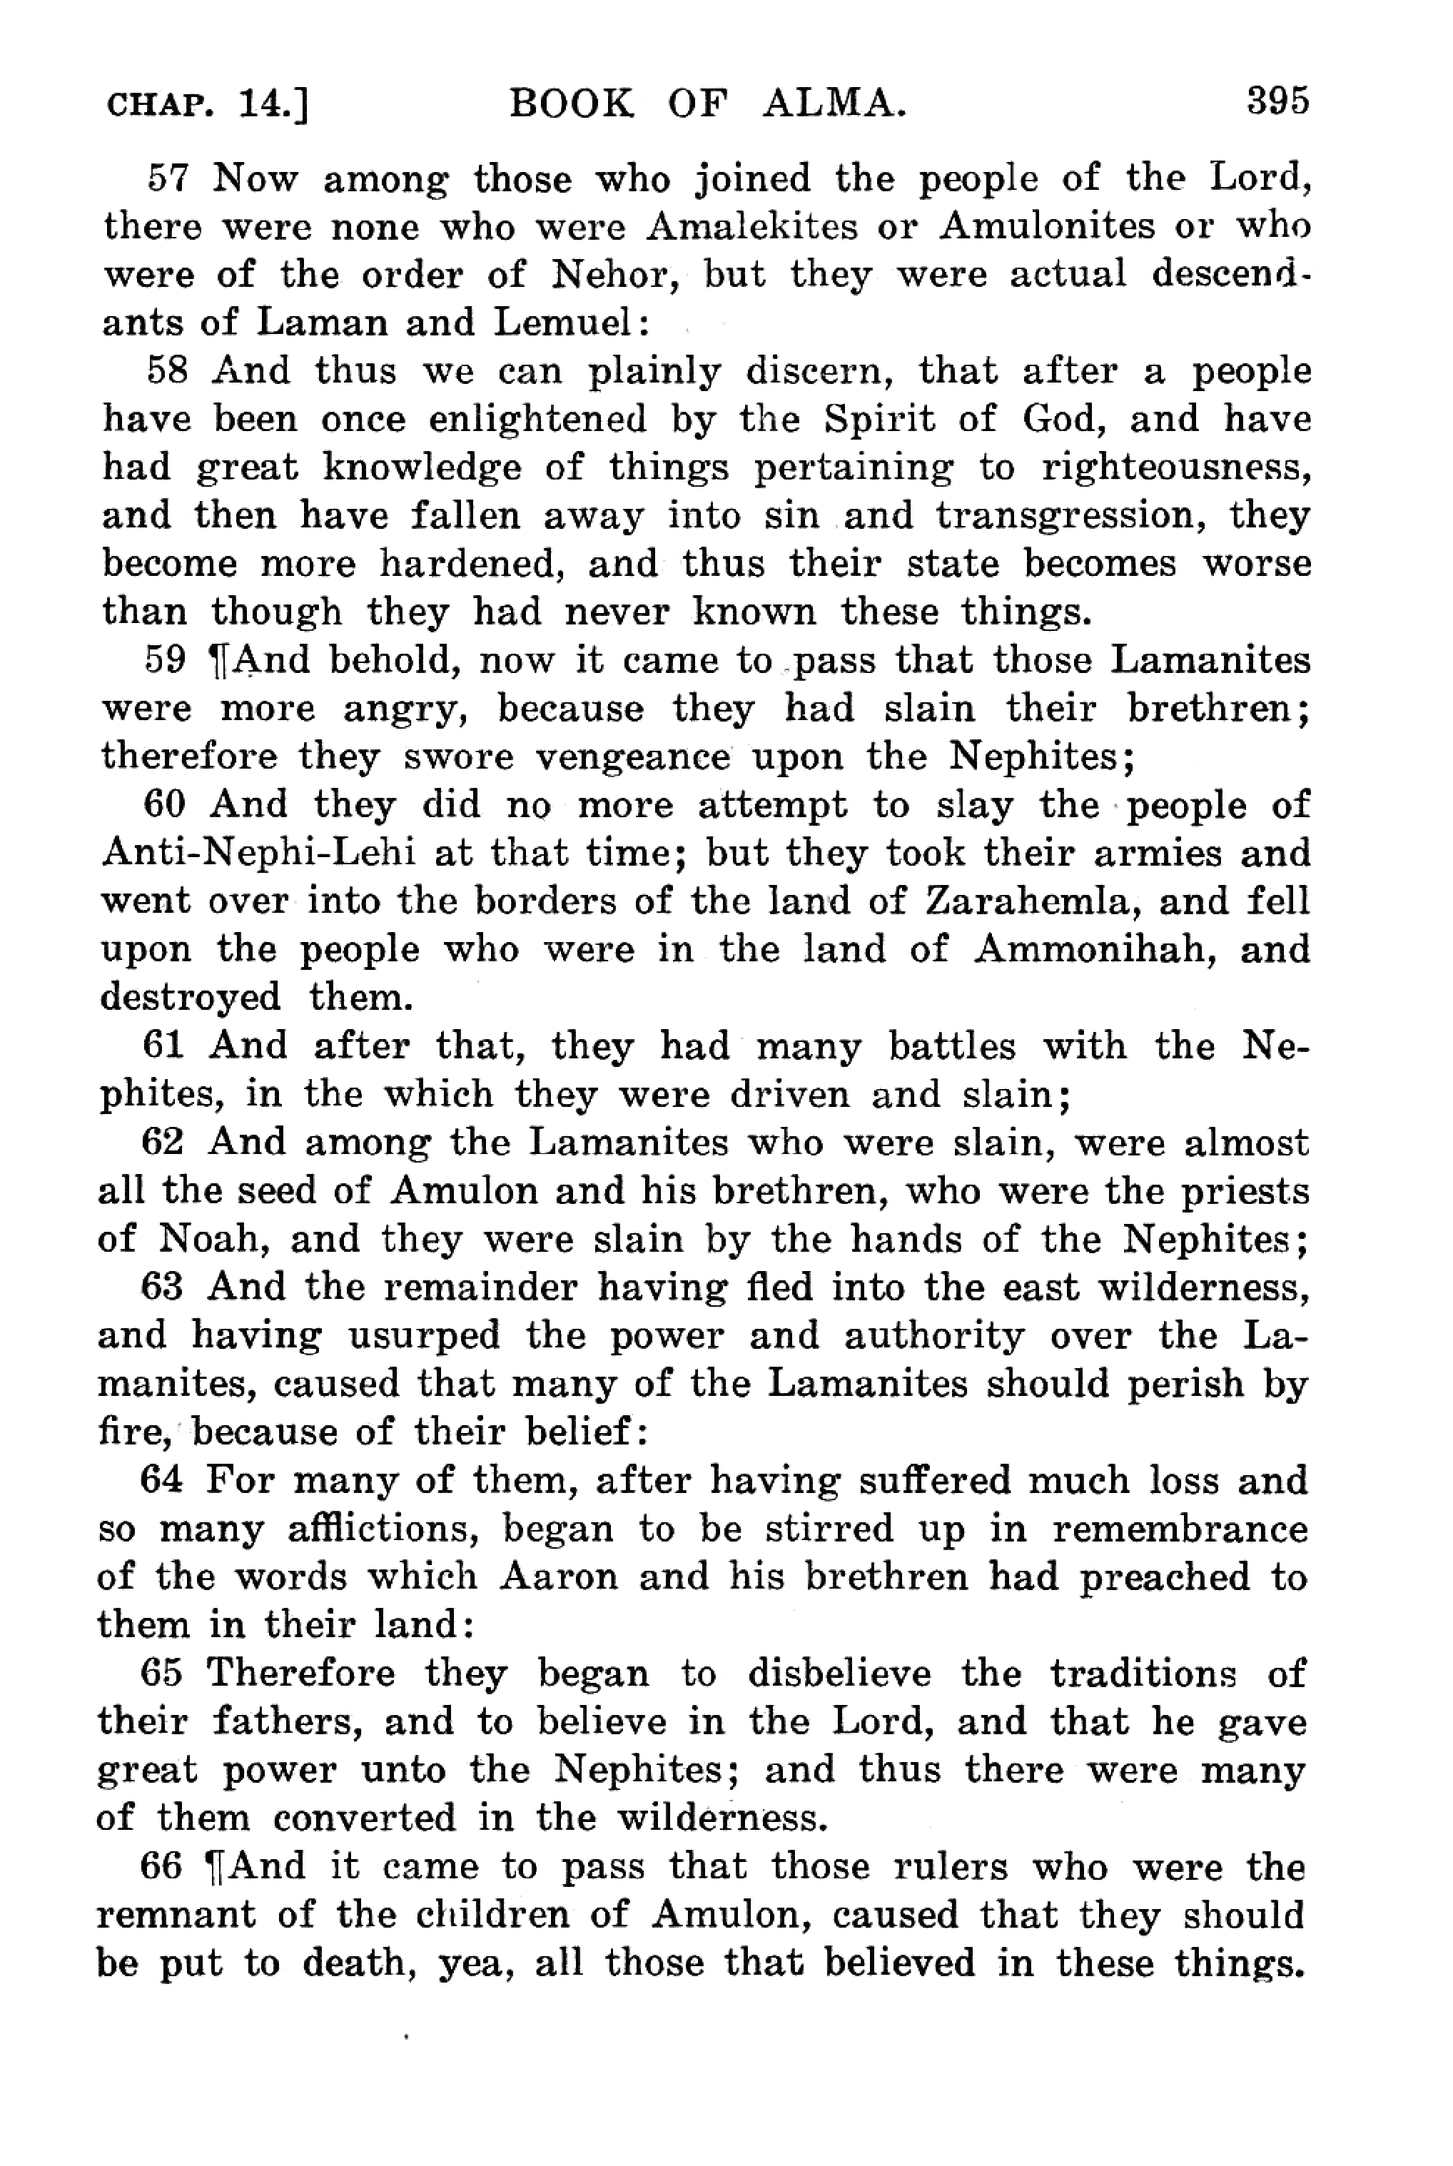 CHAP. 14.] BOOK OF ALMA. 395
57 Now among those who joined the people of the Lord,
there were none who were Amalekites or Amulonites or who
were of the order of Nehor, but they were actual descend-
ants of Laman and Lemuel:
58 And thus we can plainly discern, that after a people
have been once enlightened by the Spirit of God, and have
had great knowledge of things pertaining to righteousness,
and then have fallen away into sin and transgression, they
become more hardened, and thus their state becomes worse
than though they had never known these things.
59 ¶And behold, now it came to pass that those Lamanites
were more angry, because they had slain their brethren;
therefore they swore vengeance upon the Nephites;
60 And they did no more attempt to slay the people of
Anti-Nephi-Lehi at that time; but they took their armies and
went over into the borders of the land of Zarahemla, and fell
upon the people who were in the land of Ammonihah, and
destroyed them.
61 And after that, they had many battles with the Ne-
phites, in the which they were driven and slain;
62 And among the Lamanites who were slain, were almost
all the seed of Amulon and his brethren, who were the priests
of Noah, and they were slain by the hands of the Nephites;
63 And the remainder having fled into the east wilderness,
and having usurped the power and authority over the La-
manites, caused that many of the Lamanites should perish by
fire, because of their belief:
64 For many of them, after having suffered much loss and
so many afflictions, began to be stirred up in remembrance
of the words which Aaron and his brethren had preached to
them in their land:
65 Therefore they began to disbelieve the traditions of
their fathers, and to believe in the Lord, and that he gave
great power unto the Nephites; and thus there were many
of them converted in the wilderness.
66 ¶And it came to pass that those rulers who were the
remnant of the children of Amulon, caused that they should
be put to death, yea, all those that believed in these things.